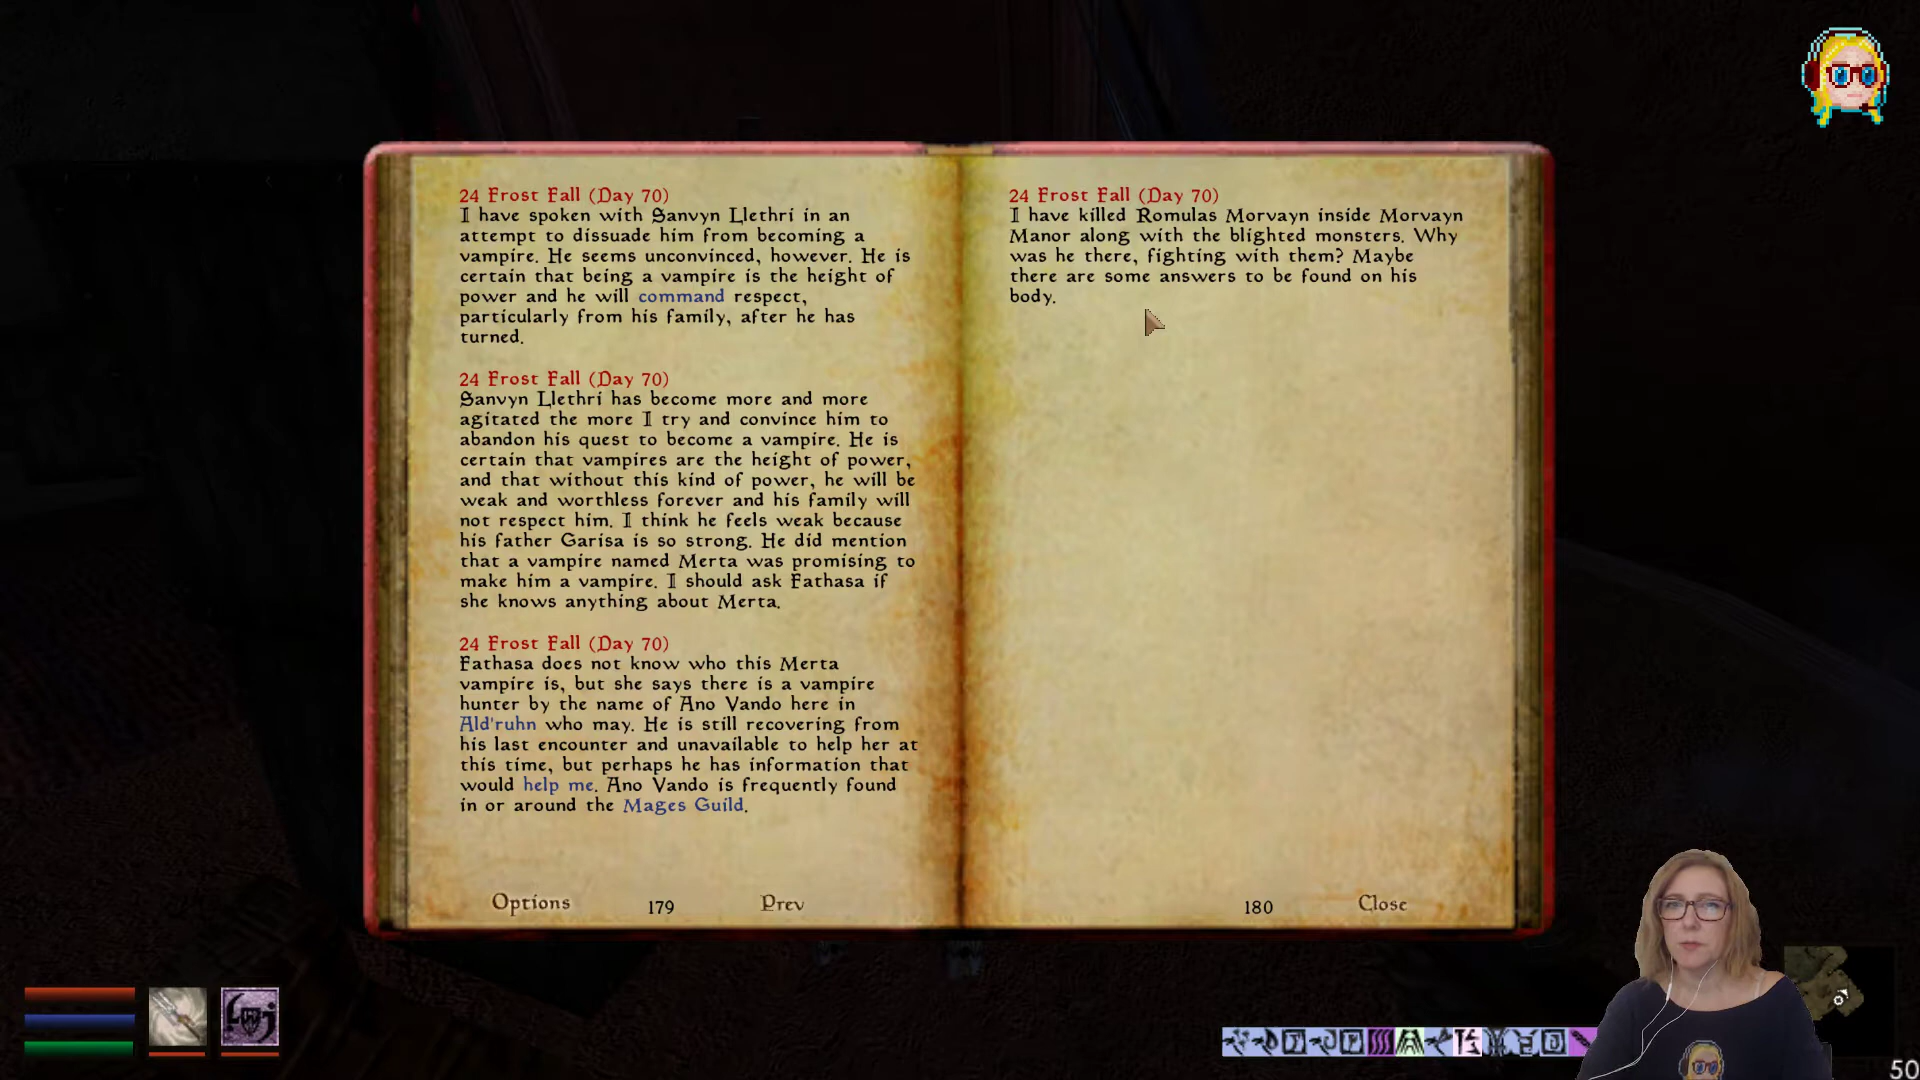 24 Frost Fall (Day 70)
I have spoken with Sanvyn Llethri in an
attempt to dissuade him from becoming a
vampire. He seems unconvinced, however. He is
certain that being a vampire is the height of
power and he will command respect,
particularly from his family, after he has
turned.
24 Frost Fall (Day 70)
Sanvyn Llethri has become more and more
agitated the more I try and convince him to
abandon his quest to become a vampire. He is
certain that vampires are the height of power,
and that without this kind of power, he will be
weak and worthless forever and his family will
not respect him. I think he feels weak because
his father Garisa is so strong. He did mention
that a vampire named Merta was promising to
make him a vampire. I should ask Fathasa if
she knows anything about Merta.
24 Frost Fall (Day 70)
Fathasa does not know who this Merta
vampire is, but she says there is a vampire
hunter by the name of Ano Vando here in
Ald'ruhn who may. He is still recovering from
his last encounter and unavailable to help her at
this time, but perhaps he has information that
would help me. Ano Vando is frequently found
in or around the Mages Guild.
Options 179 Prev
24 Frost Fall (Day 70)
I have killed Romulas Morvayn inside Morvayn
Manor along with the blighted monsters. Why
was he there, fighting with them? Maybe
there are some answers to be found on his
body.
180 Close
50